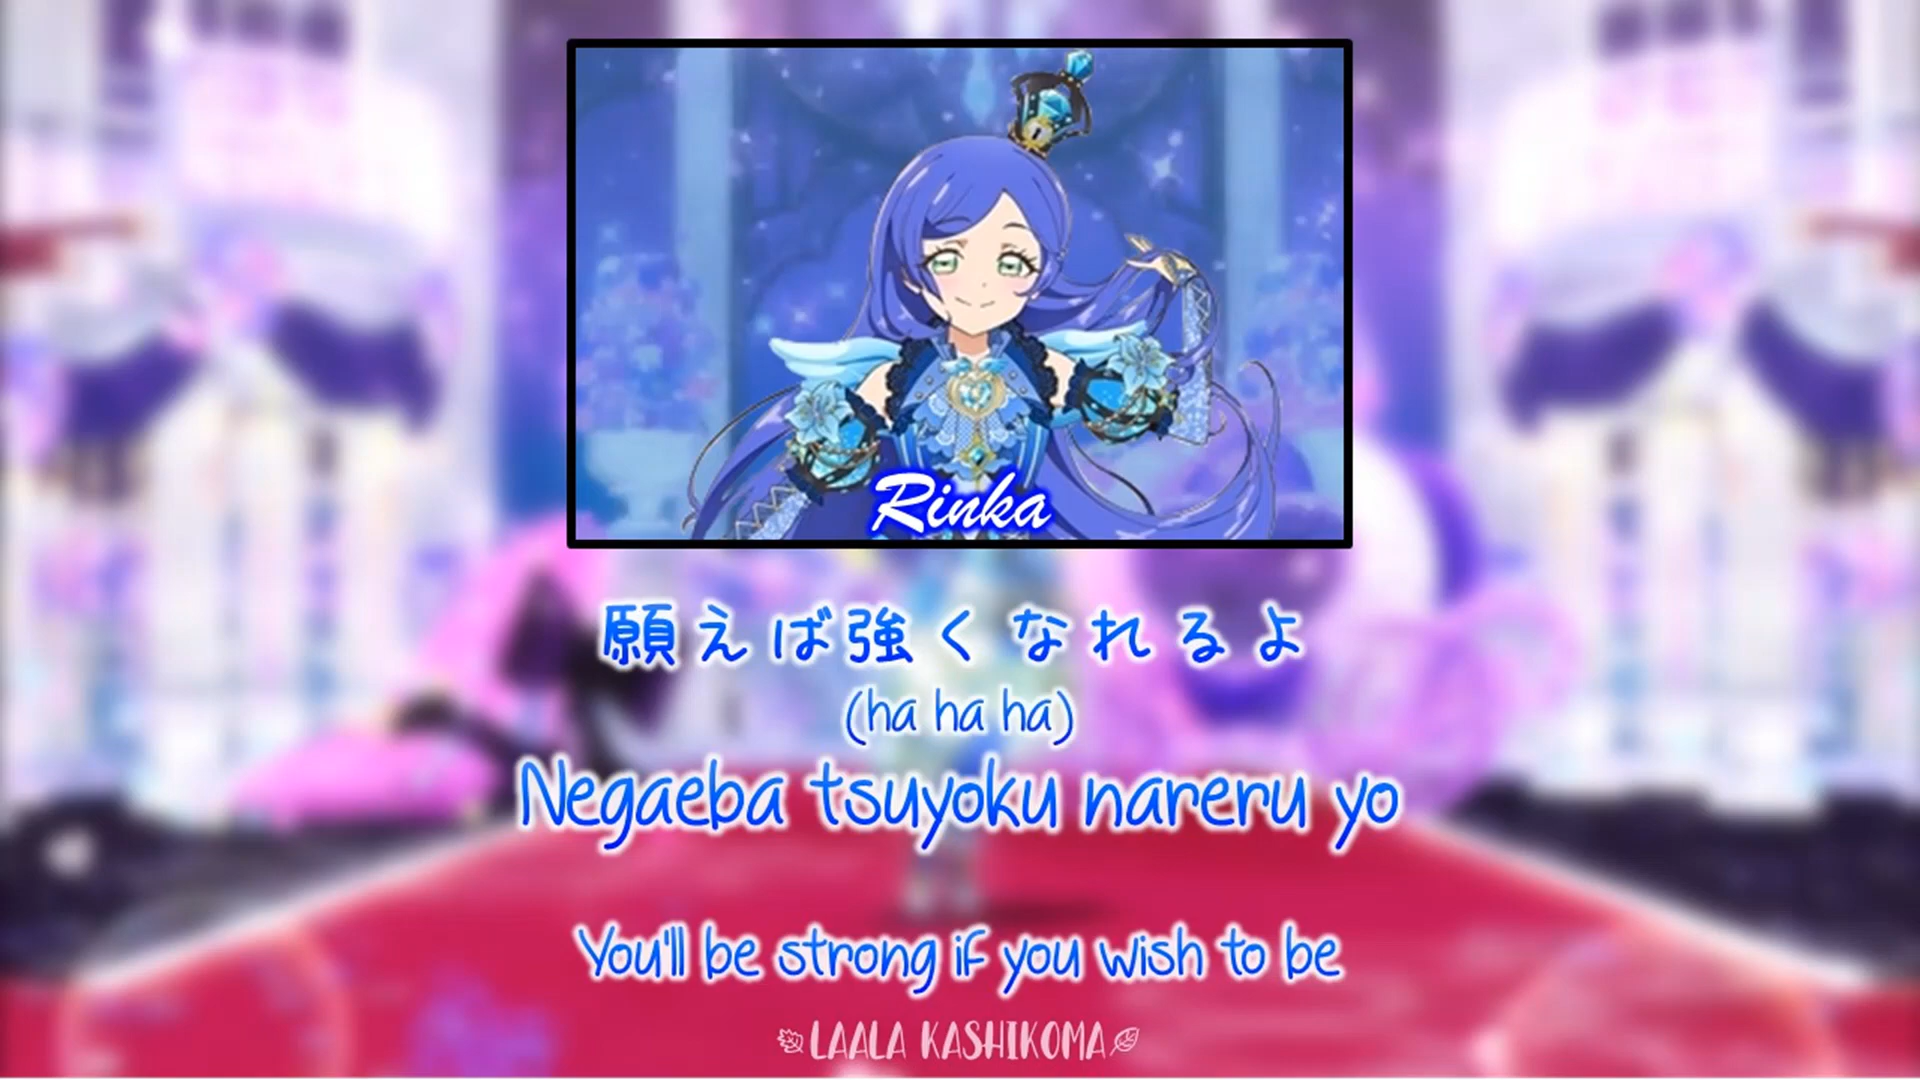 Rinka
願えば強くなれるよ
(ha ha ha)
Negaeba tsuyoku nareru yo
You'll be strong if you wish to be
LAALA KASHIKOMA